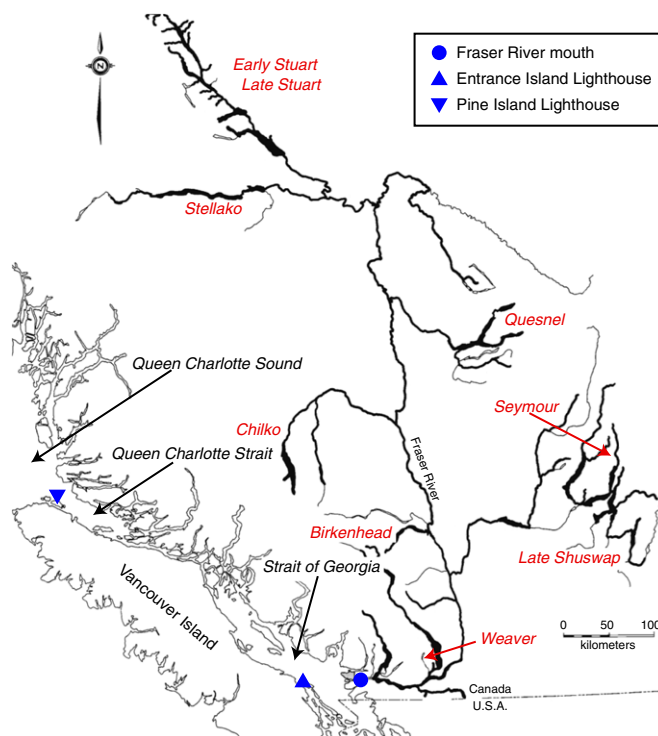 Fraser River mouth
Entrance Island Lighthouse
Pine Island Lighthouse
N
Early Stuart
Late Stuart
Stellako
Quesnel
Queen Charlotte Sound
Seymour
Chilko
Queen Charlotte Strait
Fraser River
Birkenhead
Late Shuswap
Strait of Georgia
Vancouver Island
0 50 100
kilometers
Weaver
Canada
U.S.A.